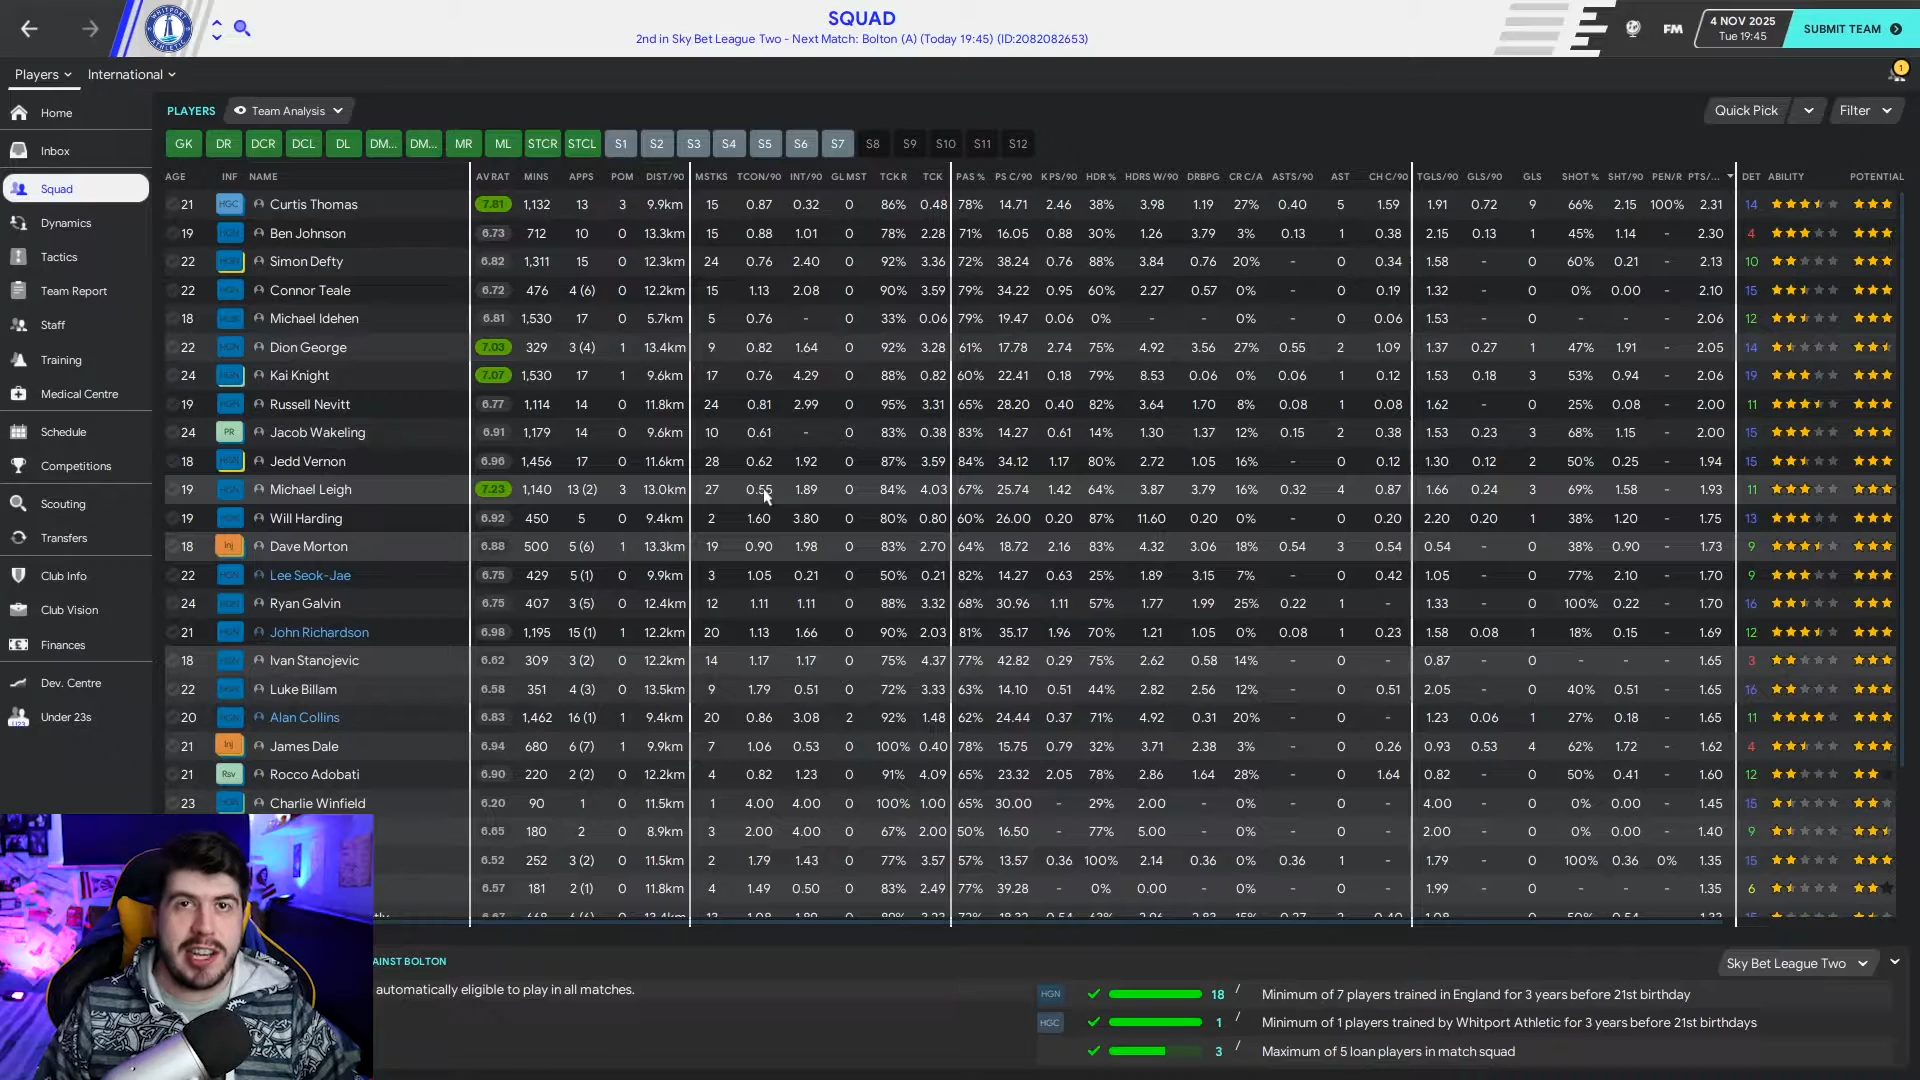 SQUAD
2nd in Sky Bet League Two - Next Match: Bolton (A) (Today 19:45) (ID:2082082653)
FM
4 NOV 2025
Tue 19:45
SUBMIT TEAM
Players
International
1
Home
Inbox
Squad
Dynamics
Tactics
Team Report
Staff
Training
Medical Centre
Schedule
Competitions
Scouting
Transfers
Club Info
Club Vision
Finances
Dev. Centre
Under 23s
PLAYERS Team Analysis
Quick Pick Filter
GK DR DCR DCL DL DM... DM... MR ML STCR STCL S1 S2 S3 S4 S5 S6 S7 S8 S9 S10 S11 S12
AGE INF NAME AV RAT MINS APPS POM DIST/90 MSTKS TCON/90 INT/90 GL MST TCK R TCK PAS % PS C/90 K PS/90 HDR % HDRS W/90 DRBPG CR C/A ASTS/90 AST CH C/90 TGLS/90 GLS/90 GLS SHOT % SHT/90 PEN/R PTS/... DET ABILITY POTENTIAL
21 HGC Curtis Thomas 7.81 1,132 13 3 9.9km 15 0.87 0.32 0 86% 0.48 78% 14.71 2.46 38% 3.98 1.19 27% 0.40 5 1.59 1.91 0.72 9 66% 2.15 100% 2.31 14
19 HGN Ben Johnson 6.73 712 10 0 13.3km 15 0.88 1.01 0 78% 2.28 71% 16.05 0.88 30% 1.26 3.79 3% 0.13 1 0.38 2.15 0.13 1 45% 1.14 - 2.30 4
22 HGN Simon Defty 6.82 1,311 15 0 12.3km 24 0.76 2.40 0 92% 3.36 72% 38.24 0.76 88% 3.84 0.76 20% - 0 0.34 1.58 - 0 60% 0.21 - 2.13 10
22 HGN Connor Teale 6.72 476 4 (6) 0 12.2km 15 1.13 2.08 0 90% 3.59 79% 34.22 0.95 60% 2.27 0.57 0% - 0 0.19 1.32 - 0 0% 0.00 - 2.10 15
18 HGN Michael Idehen 6.81 1,530 17 0 5.7km 5 0.76 - 0 33% 0.06 79% 19.47 0.06 0% - - 0% - 0 0.06 1.53 - 0 - - - 2.06 12
22 HGN Dion George 7.03 329 3 (4) 1 13.4km 9 0.82 1.64 0 92% 3.28 61% 17.78 2.74 75% 4.92 3.56 27% 0.55 2 1.09 1.37 0.27 1 47% 1.91 - 2.05 14
24 HGN Kai Knight 7.07 1,530 17 1 9.6km 17 0.76 4.29 0 88% 0.82 60% 22.41 0.18 79% 8.53 0.06 0% 0.06 1 0.12 1.53 0.18 3 53% 0.94 - 2.06 19
19 HGN Russell Nevitt 6.77 1,114 14 0 11.8km 24 0.81 2.99 0 95% 3.31 65% 28.20 0.40 82% 3.64 1.70 8% 0.08 1 0.08 1.62 - 0 25% 0.08 - 2.00 11
24 PR Jacob Wakeling 6.91 1,179 14 0 9.6km 10 0.61 - 0 83% 0.38 83% 14.27 0.61 14% 1.30 1.37 12% 0.15 2 0.38 1.53 0.23 3 68% 1.15 - 2.00 15
18 HGN Jedd Vernon 6.96 1,456 17 0 11.6km 28 0.62 1.92 0 87% 3.59 84% 34.12 1.17 80% 2.72 1.05 16% - 0 0.12 1.30 0.12 2 50% 0.25 - 1.94 15
19 HGN Michael Leigh 7.23 1,140 13 (2) 3 13.0km 27 0.55 1.89 0 84% 4.03 67% 25.74 1.42 64% 3.87 3.79 16% 0.32 4 0.87 1.66 0.24 3 69% 1.58 - 1.93 11
19 HGN Will Harding 6.92 450 5 0 9.4km 2 1.60 3.80 0 80% 0.80 60% 26.00 0.20 87% 11.60 0.20 0% - 0 0.20 2.20 0.20 1 38% 1.20 - 1.75 13
18 Inj Dave Morton 6.88 500 5 (6) 1 13.3km 19 0.90 1.98 0 83% 2.70 64% 18.72 2.16 83% 4.32 3.06 18% 0.54 3 0.54 0.54 - 0 38% 0.90 - 1.73 9
22 HGN Lee Seok-Jae 6.75 429 5 (1) 0 9.9km 3 1.05 0.21 0 50% 0.21 82% 14.27 0.63 25% 1.89 3.15 7% - 0 0.42 1.05 - 0 77% 2.10 - 1.70 9
24 HGN Ryan Galvin 6.75 407 3 (5) 0 12.4km 12 1.11 1.11 0 88% 3.32 68% 30.96 1.11 57% 1.77 1.99 25% 0.22 1 - 1.33 - 0 100% 0.22 - 1.70 16
21 HGN John Richardson 6.98 1,195 15 (1) 1 12.2km 20 1.13 1.66 0 90% 2.03 81% 35.17 1.96 70% 1.21 1.05 0% 0.08 1 0.23 1.58 0.08 1 18% 0.15 - 1.69 12
18 HGN Ivan Stanojevic 6.62 309 3 (2) 0 12.2km 14 1.17 1.17 0 75% 4.37 77% 42.82 0.29 75% 2.62 0.58 14% - 0 - 0.87 - 0 - - - 1.65 3
22 HGN Luke Billam 6.58 351 4 (3) 0 13.5km 9 1.79 0.51 0 72% 3.33 63% 14.10 0.51 44% 2.82 2.56 12% - 0 0.51 2.05 - 0 40% 0.51 - 1.65 16
20 HGN Alan Collins 6.83 1,462 16 (1) 1 9.4km 20 0.86 3.08 2 92% 1.48 62% 24.44 0.37 71% 4.92 0.31 20% - 0 - 1.23 0.06 1 27% 0.18 - 1.65 11
21 Inj James Dale 6.94 680 6 (7) 1 9.9km 7 1.06 0.53 0 100% 0.40 78% 15.75 0.79 32% 3.71 2.38 3% - 0 0.26 0.93 0.53 4 62% 1.72 - 1.62 4
21 Rsv Rocco Adobati 6.90 220 2 (2) 0 12.2km 4 0.82 1.23 0 91% 4.09 65% 23.32 2.05 78% 2.86 1.64 28% - 0 1.64 0.82 - 0 50% 0.41 - 1.60 12
23 HGN Charlie Winfield 6.20 90 1 0 11.5km 1 4.00 4.00 0 100% 1.00 65% 30.00 - 29% 2.00 - 0% - 0 - 4.00 - 0 0% 0.00 - 1.45 15
6.65 180 2 0 8.9km 3 2.00 4.00 0 67% 2.00 50% 16.50 - 77% 5.00 - 0% - 0 - 2.00 - 0 0% 0.00 - 1.40 9
6.52 252 3 (2) 0 11.5km 2 1.79 1.43 0 77% 3.57 57% 13.57 0.36 100% 2.14 0.36 0% 0.36 1 - 1.79 - 0 100% 0.36 0% 1.35 15
6.57 181 2 (1) 0 11.8km 4 1.49 0.50 0 83% 2.49 77% 39.28 - 0% 0.00 - 0% - 0 - 1.99 - 0 - - - 1.35 6
AINST BOLTON
automatically eligible to play in all matches.
Sky Bet League Two
HGN 18 / Minimum of 7 players trained in England for 3 years before 21st birthday
HGC 1 / Minimum of 1 players trained by Whitport Athletic for 3 years before 21st birthdays
3 / Maximum of 5 loan players in match squad